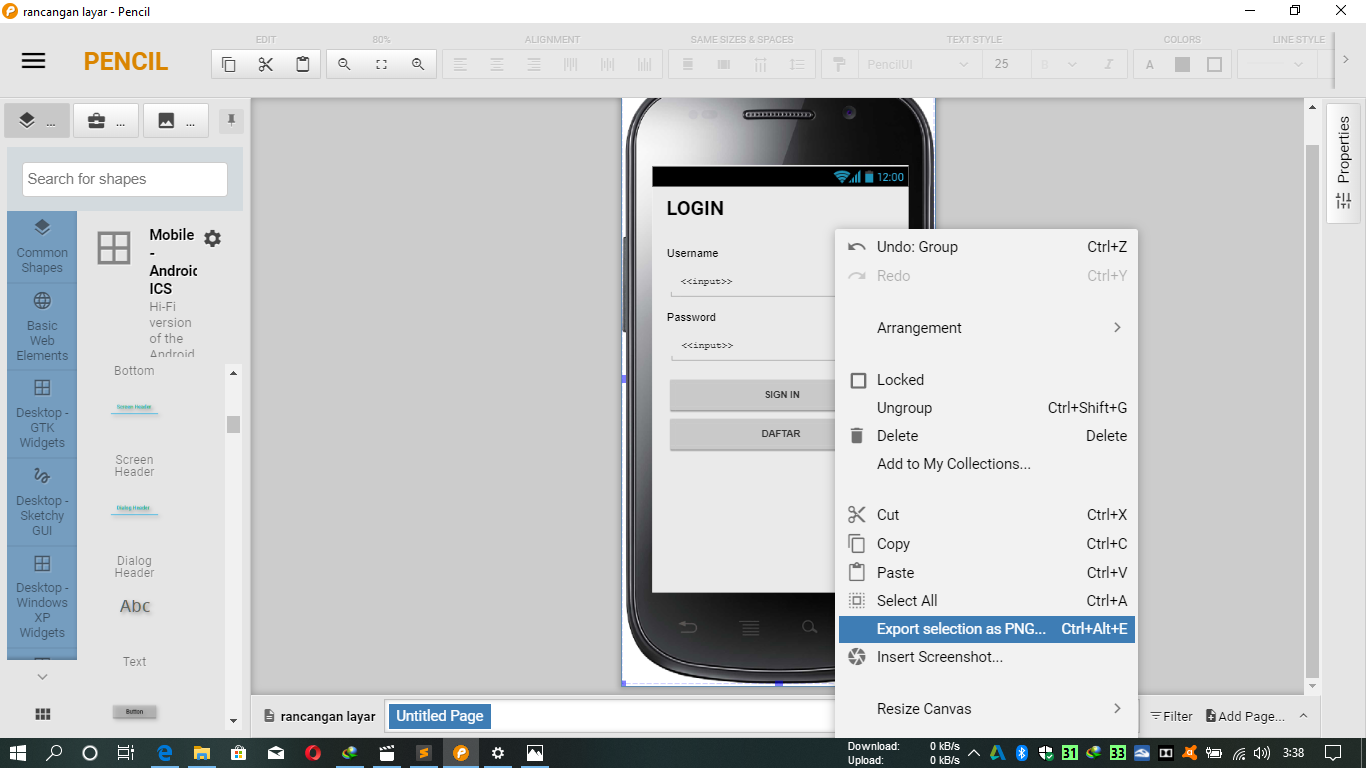 rancangan layar - Pencil
PENCIL
EDIT
80%
ALIGNMENT
SAME SIZES & SPACES
TEXT STYLE
COLORS
LINE STYLE
PencilUI
25
B
I
A
...
...
...
Search for shapes
Common
Shapes
Basic
Web
Elements
Desktop -
GTK
Widgets
Desktop -
Sketchy
GUI
Desktop -
Windows
XP
Widgets
Mobile
-
Android
ICS
Hi-Fi
version
of the
Android
Bottom
Screen Header
Screen
Header
Dialog Header
Dialog
Header
Abc
Text
Button
12:00
LOGIN
Username
<<input>>
Password
<<input>>
SIGN IN
DAFTAR
Undo: Group Ctrl+Z
Redo Ctrl+Y
Arrangement
Locked
Ungroup Ctrl+Shift+G
Delete Delete
Add to My Collections...
Cut Ctrl+X
Copy Ctrl+C
Paste Ctrl+V
Select All Ctrl+A
Export selection as PNG... Ctrl+Alt+E
Insert Screenshot...
Resize Canvas
Properties
rancangan layar
Untitled Page
Filter
Add Page...
Download: 0 kB/s
Upload: 0 kB/s
31
33
3:38